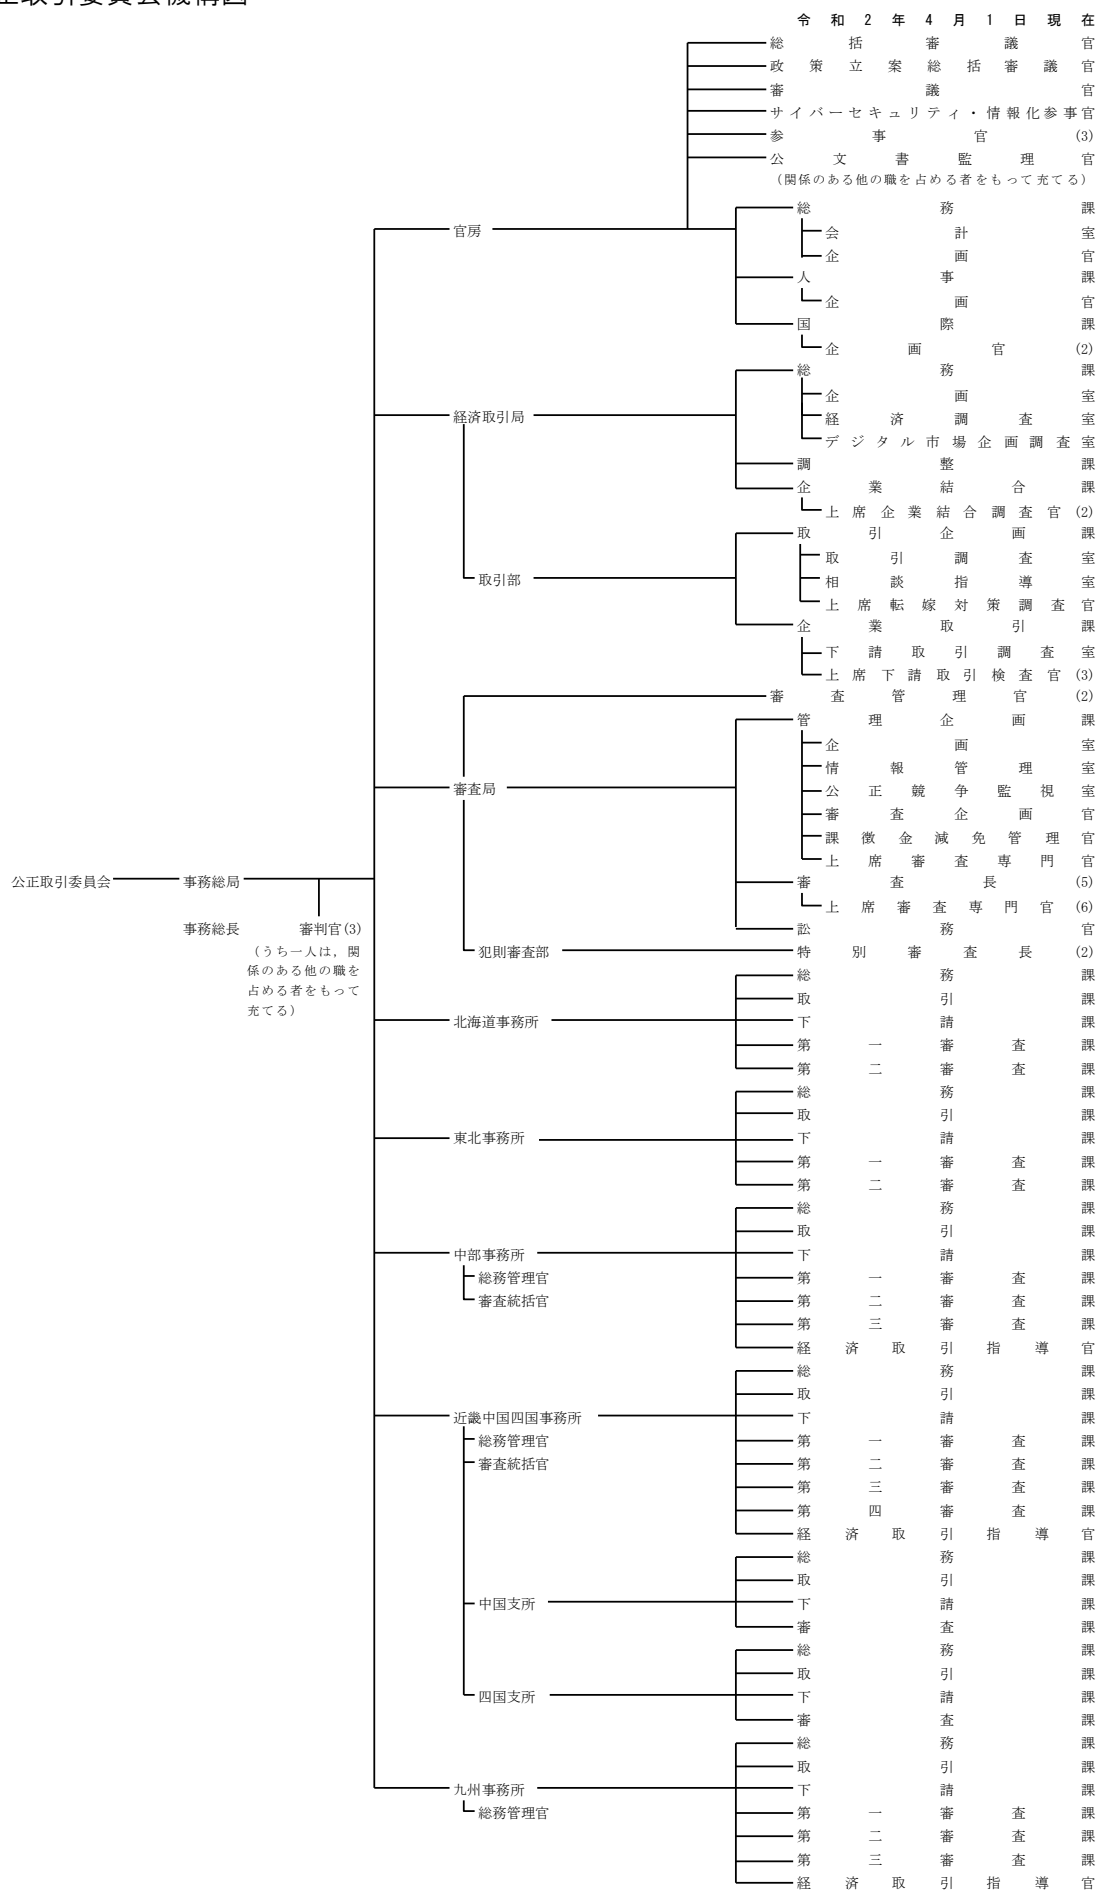 取引委員会機構図
令和2年4月1日現在
総括審議官
政策立案総括審議官
審議官
サイバーセキュリティ・情報化参事官
参事官(3)
公文書監理官
（関係のある他の職を占める者をもって充てる）
官房
総務課
会計室
企画官
人事課
企画官
国際課
企画官(2)
経済取引局
総務課
企画室
経済調査室
デジタル市場企画調査室
調整課
企業結合課
上席企業結合調査官(2)
取引部
取引企画課
取引調査室
相談指導室
上席転嫁対策調査官
企業取引課
下請取引調査室
上席下請取引検査官(3)
審査管理官(2)
審査局
管理企画課
企画室
情報管理室
公正競争監視室
審査企画官
課徴金減免管理官
上席審査専門官
公正取引委員会
事務総局
審査長(5)
上席審査専門官(6)
事務総長
審判官(3)
（うち一人は，関
係のある他の職を
占める者をもって
充てる）
訟務官
犯則審査部
特別審査長(2)
北海道事務所
総務課
取引課
下請課
第一審査課
第二審査課
東北事務所
総務課
取引課
下請課
第一審査課
第二審査課
中部事務所
総務管理官
審査統括官
総務課
取引課
下請課
第一審査課
第二審査課
第三審査課
経済取引指導官
近畿中国四国事務所
総務管理官
審査統括官
総務課
取引課
下請課
第一審査課
第二審査課
第三審査課
第四審査課
経済取引指導官
中国支所
総務課
取引課
下請課
審査課
四国支所
総務課
取引課
下請課
審査課
九州事務所
総務管理官
総務課
取引課
下請課
第一審査課
第二審査課
第三審査課
経済取引指導官